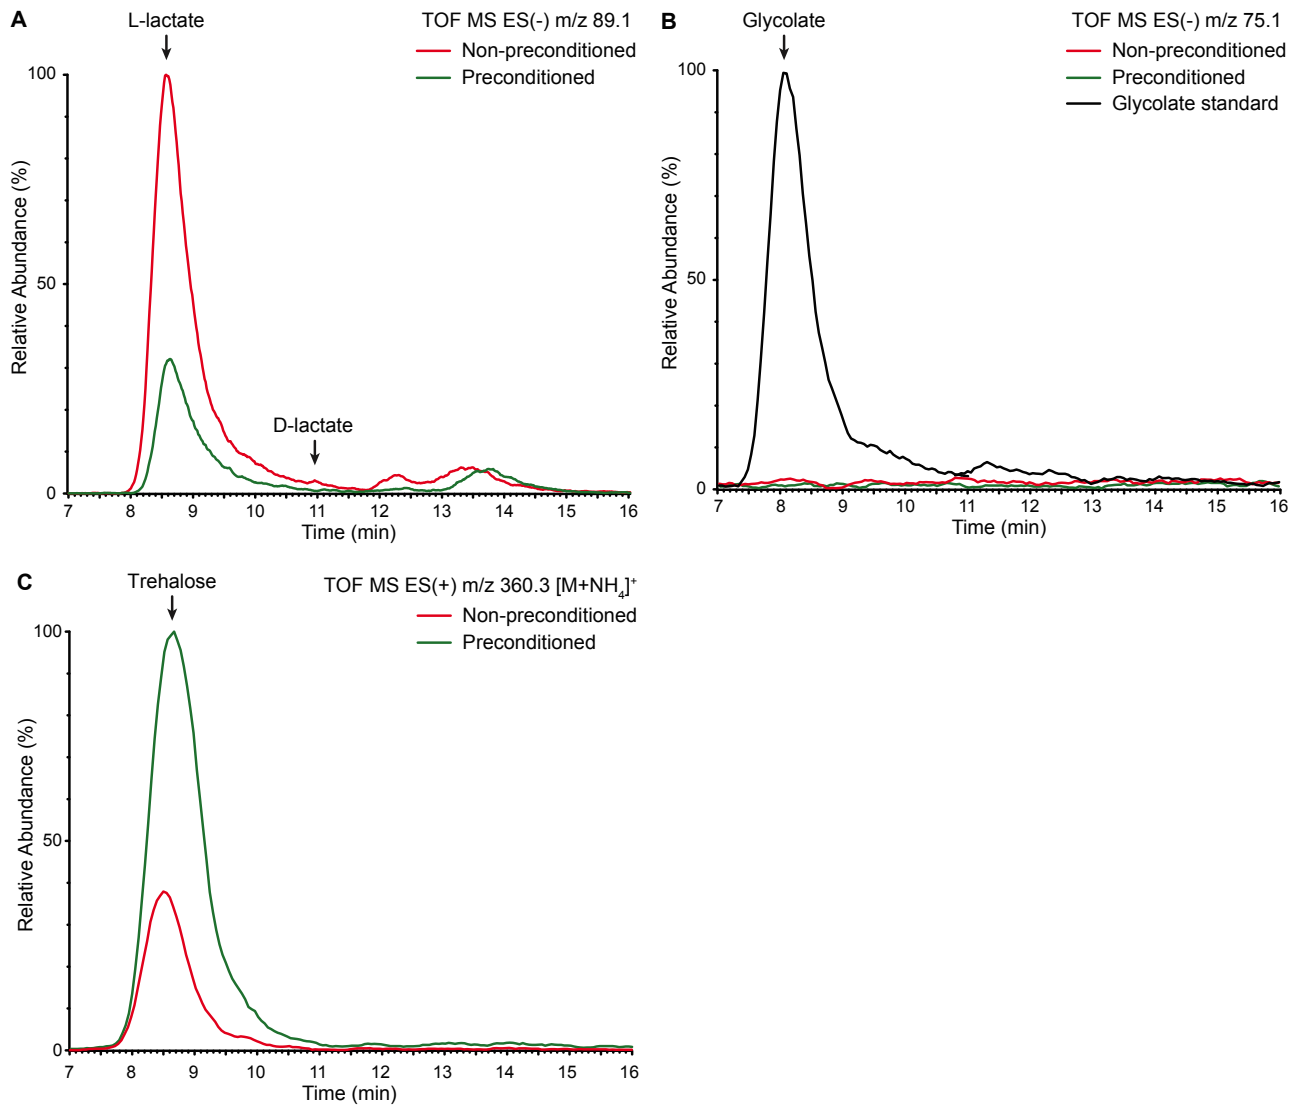 A
L-lactate
TOF MS ES(-) m/z 89.1
Non-preconditioned
Preconditioned
100
50
0
Relative Abundance (%)
D-lactate
7 8 9 10 11 12 13 14 15 16
Time (min)
B
Glycolate
TOF MS ES(-) m/z 75.1
Non-preconditioned
Preconditioned
Glycolate standard
100
50
0
Relative Abundance (%)
7 8 9 10 11 12 13 14 15 16
Time (min)
C
Trehalose
TOF MS ES(+) m/z 360.3 [M+NH₄]⁺
Non-preconditioned
Preconditioned
100
50
0
Relative Abundance (%)
7 8 9 10 11 12 13 14 15 16
Time (min)